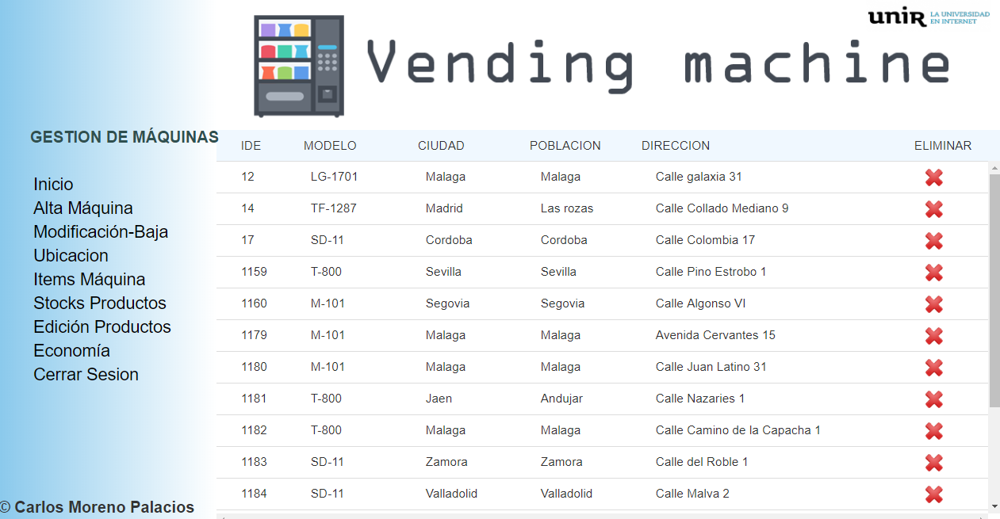 unir LA UNIVERSIDAD
EN INTERNET
Vending machine
GESTION DE MÁQUINAS
Inicio
Alta Máquina
Modificación-Baja
Ubicacion
Items Máquina
Stocks Productos
Edición Productos
Economía
Cerrar Sesion
© Carlos Moreno Palacios
IDE MODELO CIUDAD POBLACION DIRECCION ELIMINAR
12 LG-1701 Malaga Malaga Calle galaxia 31
14 TF-1287 Madrid Las rozas Calle Collado Mediano 9
17 SD-11 Cordoba Cordoba Calle Colombia 17
1159 T-800 Sevilla Sevilla Calle Pino Estrobo 1
1160 M-101 Segovia Segovia Calle Algonso VI
1179 M-101 Malaga Malaga Avenida Cervantes 15
1180 M-101 Malaga Malaga Calle Juan Latino 31
1181 T-800 Jaen Andujar Calle Nazaries 1
1182 T-800 Malaga Malaga Calle Camino de la Capacha 1
1183 SD-11 Zamora Zamora Calle del Roble 1
1184 SD-11 Valladolid Valladolid Calle Malva 2